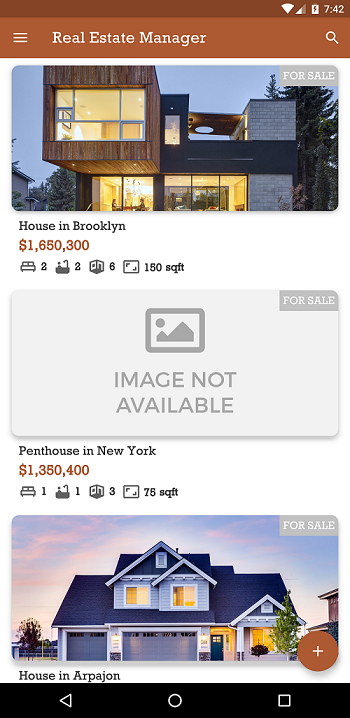 7:42
Real Estate Manager
FOR SALE
House in Brooklyn
$1,650,300
2 2 6 150 sqft
FOR SALE
IMAGE NOT
AVAILABLE
Penthouse in New York
$1,350,400
1 1 3 75 sqft
FOR SALE
House in Arpajon